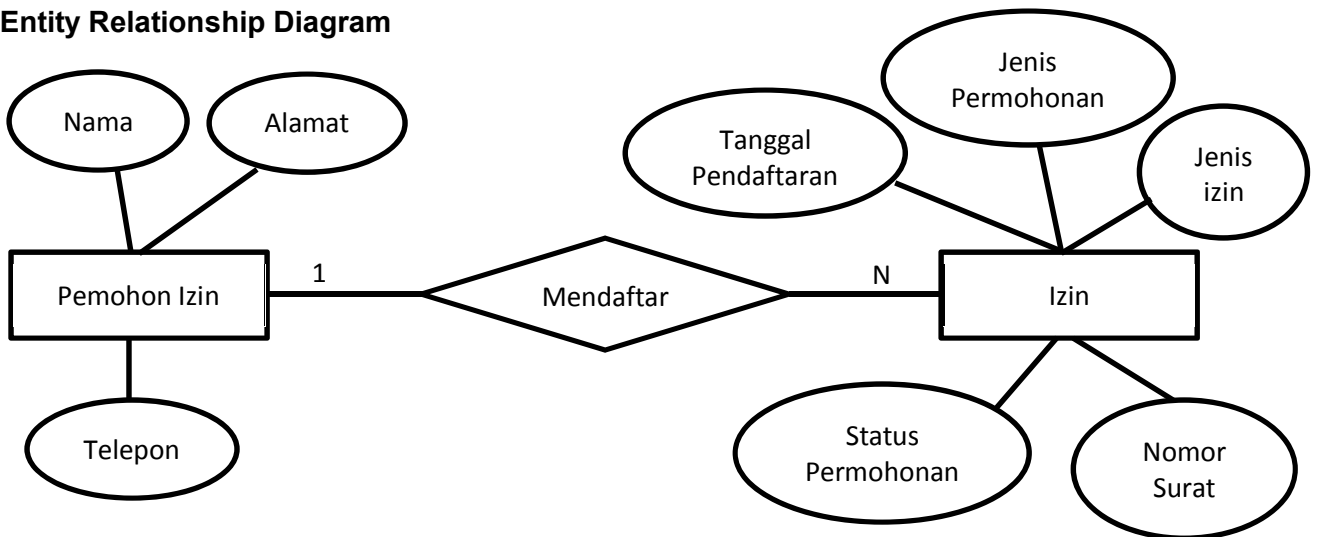 Entity Relationship Diagram
Nama
Alamat
Tanggal
Pendaftaran
Jenis
Permohonan
Jenis
izin
Pemohon Izin
1
Mendaftar
N
Izin
Telepon
Status
Permohonan
Nomor
Surat